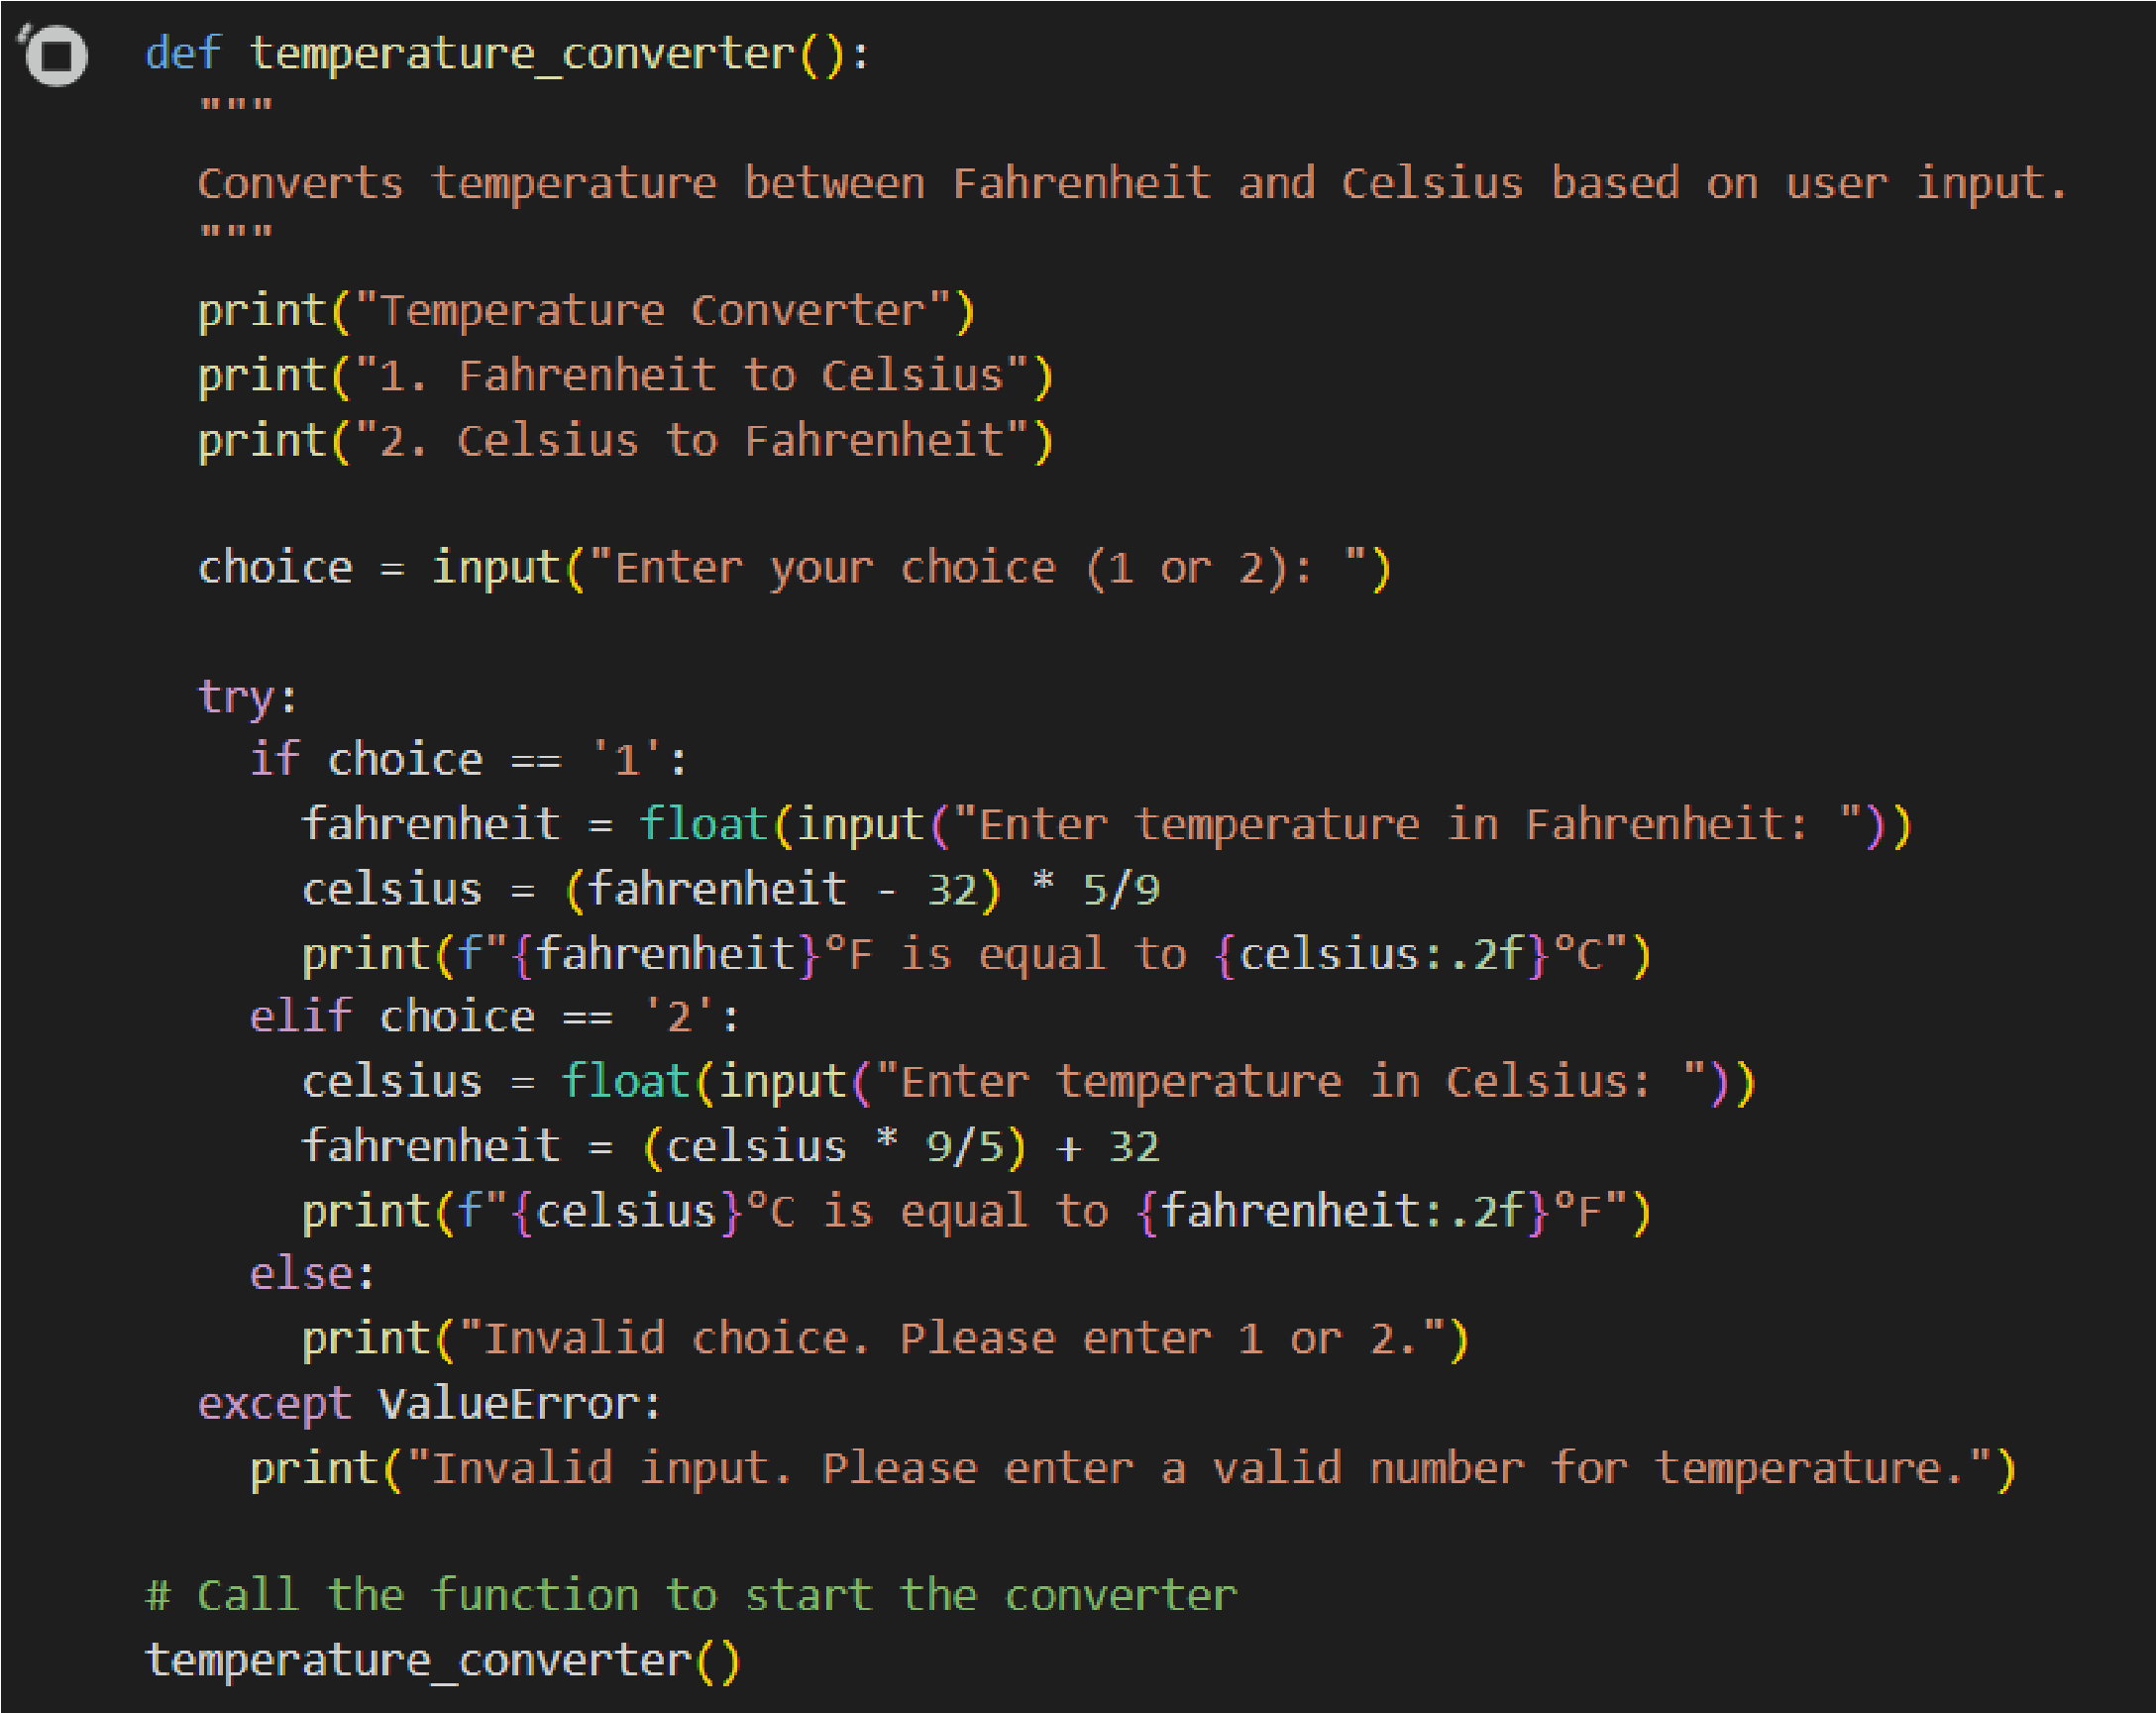 def temperature_converter():
  """
  Converts temperature between Fahrenheit and Celsius based on user input.
  """
  print("Temperature Converter")
  print("1. Fahrenheit to Celsius")
  print("2. Celsius to Fahrenheit")
  choice = input("Enter your choice (1 or 2): ")
  try:
    if choice == '1':
      fahrenheit = float(input("Enter temperature in Fahrenheit: "))
      celsius = (fahrenheit - 32) * 5/9
      print(f"{fahrenheit}°F is equal to {celsius:.2f}°C")
    elif choice == '2':
      celsius = float(input("Enter temperature in Celsius: "))
      fahrenheit = (celsius * 9/5) + 32
      print(f"{celsius}°C is equal to {fahrenheit:.2f}°F")
    else:
      print("Invalid choice. Please enter 1 or 2.")
  except ValueError:
    print("Invalid input. Please enter a valid number for temperature.")
# Call the function to start the converter
temperature_converter()